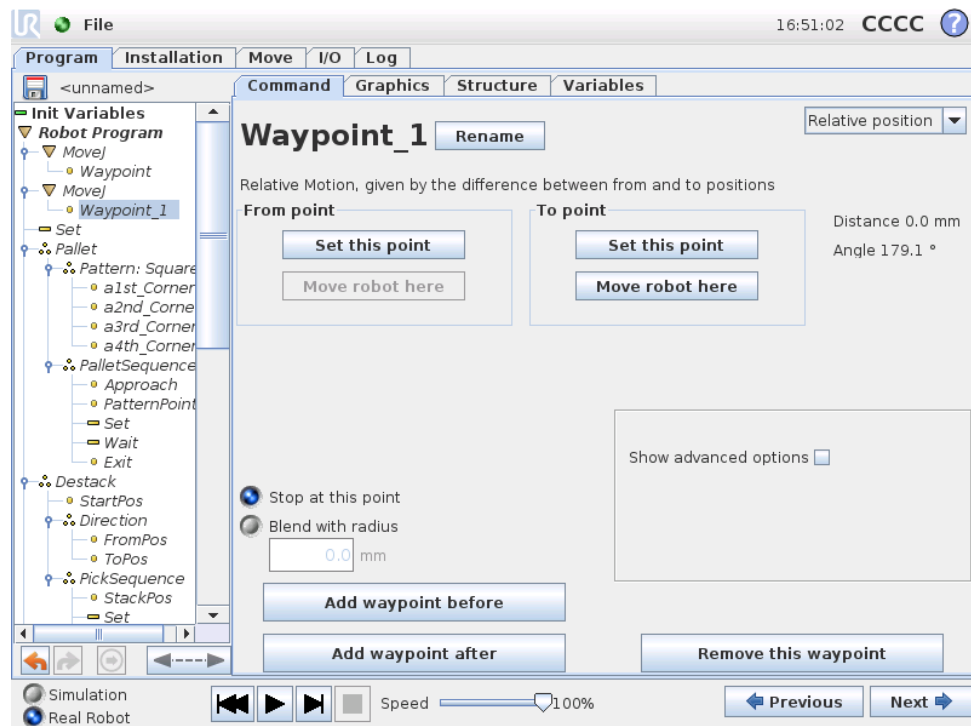 UR File 16:51:02 CCCC ?
Program Installation Move I/O Log
<unnamed>
Command Graphics Structure Variables
Init Variables
Robot Program
MoveJ
Waypoint
MoveJ
Waypoint_1
Set
Pallet
Pattern: Square
a1st_Corner
a2nd_Corne
a3rd_Corner
a4th_Corner
PalletSequence
Approach
PatternPoint
Set
Wait
Exit
Destack
StartPos
Direction
FromPos
ToPos
PickSequence
StackPos
Set
Waypoint_1 Rename
Relative position
Relative Motion, given by the difference between from and to positions
From point
Set this point
Move robot here
To point
Set this point
Move robot here
Distance 0.0 mm
Angle 179.1 °
Show advanced options
Stop at this point
Blend with radius
0.0 mm
Add waypoint before
Add waypoint after
Remove this waypoint
Simulation
Real Robot
Speed 100%
Previous Next